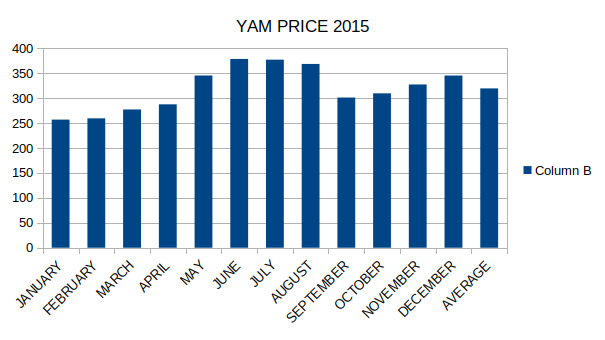 YAM PRICE 2015
400
350
300
250
200
150
100
50
0
Column B
JANUARY
FEBRUARY
MARCH
APRIL
MAY
JUNE
JULY
AUGUST
SEPTEMBER
OCTOBER
NOVEMBER
DECEMBER
AVERAGE